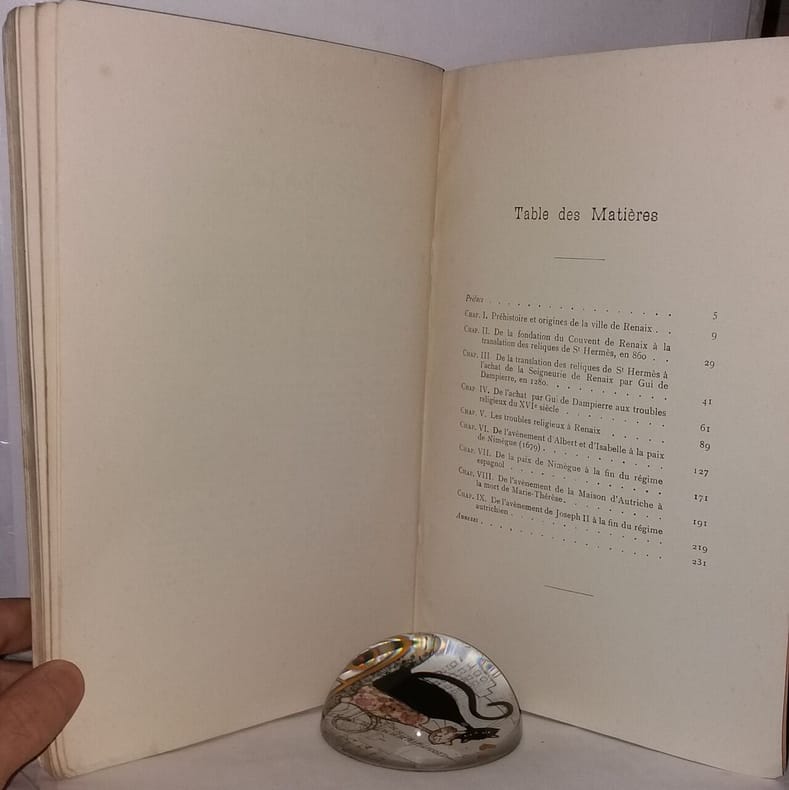 Table des Matières
Préface . . . . . . . . . . . . . . . 5
CHAP. I. Préhistoire et origines de la ville de Renaix . . 9
CHAP. II. De la fondation du Couvent de Renaix à la
translation des reliques de St Hermès, en 860 . . 29
CHAP. III. De la translation des reliques de St Hermès à
l'achat de la Seigneurie de Renaix par Gui de
Dampierre, en 1280. . . . . . . . . . 41
CHAP. IV. De l'achat par Gui de Dampierre aux troubles
religieux du XVIe siècle . . . . . . . . . 61
CHAP. V. Les troubles religieux à Renaix . . . . . 89
CHAP. VI. De l'avènement d'Albert et d'Isabelle à la paix
de Nimègue (1679) . . . . . . . . . . 127
CHAP. VII. De la paix de Nimègue à la fin du régime
espagnol . . . . . . . . . . . . 171
CHAP. VIII. De l'avènement de la Maison d'Autriche à
la mort de Marie-Thérèse. . . . . . . . . 191
CHAP. IX. De l'avènement de Joseph II à la fin du régime
autrichien . . . . . . . . . . . . 219
Annexes . . . . . . . . . . . . . . 231